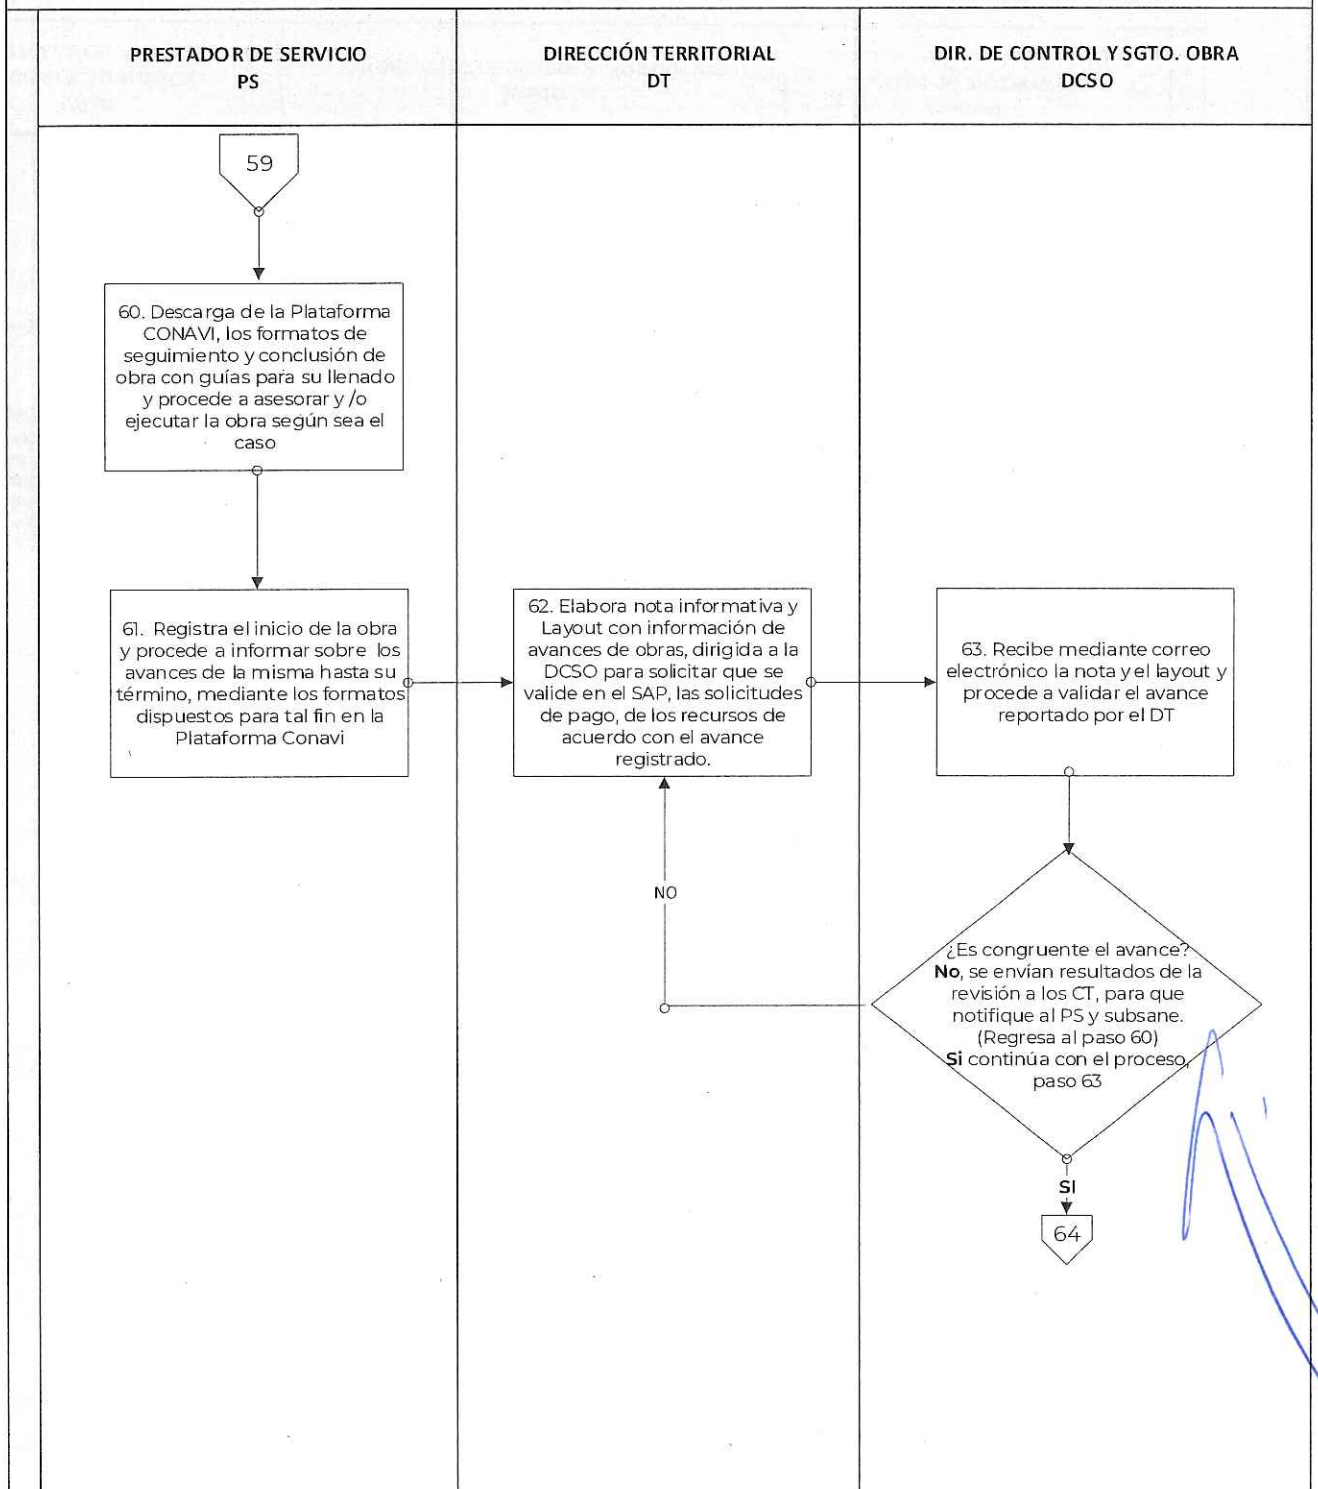 PRESTADOR DE SERVICIO
PS
DIRECCIÓN TERRITORIAL
DT
DIR. DE CONTROL Y SGTO. OBRA
DCSO
59
60. Descarga de la Plataforma
CONAVI, los formatos de
seguimiento y conclusión de
obra con guías para su llenado
y procede a asesorar y /o
ejecutar la obra según sea el
caso
61. Registra el inicio de la obra
y procede a informar sobre los
avances de la misma hasta su
término, mediante los formatos
dispuestos para tal fin en la
Plataforma Conavi
62. Elabora nota informativa y
Layout con información de
avances de obras, dirigida a la
DCSO para solicitar que se
valide en el SAP, las solicitudes
de pago, de los recursos de
acuerdo con el avance
registrado.
63. Recibe mediante correo
electrónico la nota y el layout y
procede a validar el avance
reportado por el DT
NO
¿Es congruente el avance?
No, se envían resultados de la
revisión a los CT, para que
notifique al PS y subsane.
(Regresa al paso 60)
Si continúa con el proceso,
paso 63
SI
64